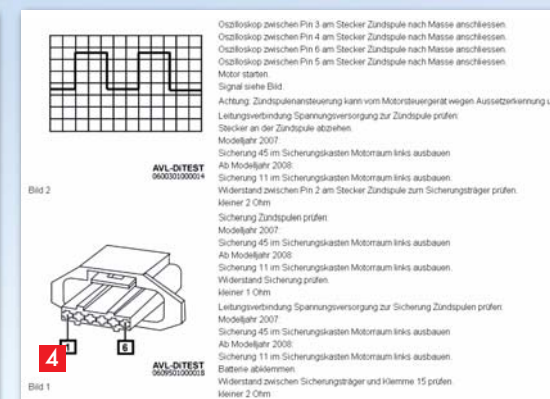 Oszilloskop zwischen Pin 3 am Stecker Zündspule nach Masse anschliessen.
Oszilloskop zwischen Pin 4 am Stecker Zündspule nach Masse anschliessen.
Oszilloskop zwischen Pin 6 am Stecker Zündspule nach Masse anschliessen.
Oszilloskop zwischen Pin 5 am Stecker Zündspule nach Masse anschliessen.
Motor starten.
Signal siehe Bild.
Achtung: Zündspulenansteuerung kann vom Motorsteuergerät wegen Aussetzerkennung u
Leitungsverbindung Spannungsversorgung zur Zündspule prüfen:
Stecker an der Zündspule abziehen.
Modelljahr 2007:
Sicherung 45 im Sicherungskasten Motorraum links ausbauen
Ab Modelljahr 2008:
Sicherung 11 im Sicherungskasten Motorraum links ausbauen.
Widerstand zwischen Pin 2 am Stecker Zündspule zum Sicherungsträger prüfen.
kleiner 2 Ohm
AVL-DiTEST
0600301000014
Bild 2
Sicherung Zündspulen prüfen:
Modelljahr 2007:
Sicherung 45 im Sicherungskasten Motorraum links ausbauen
Ab Modelljahr 2008:
Sicherung 11 im Sicherungskasten Motorraum links ausbauen.
Widerstand Sicherung prüfen.
kleiner 1 Ohm
Leitungsverbindung Spannungsversorgung zur Sicherung Zündspulen prüfen:
Modelljahr 2007:
Sicherung 45 im Sicherungskasten Motorraum links ausbauen
Ab Modelljahr 2008:
Sicherung 11 im Sicherungskasten Motorraum links ausbauen.
Batterie abklemmen.
Widerstand zwischen Sicherungsträger und Klemme 15 prüfen.
kleiner 2 Ohm
1
6
4
AVL-DiTEST
0609501000018
Bild 1